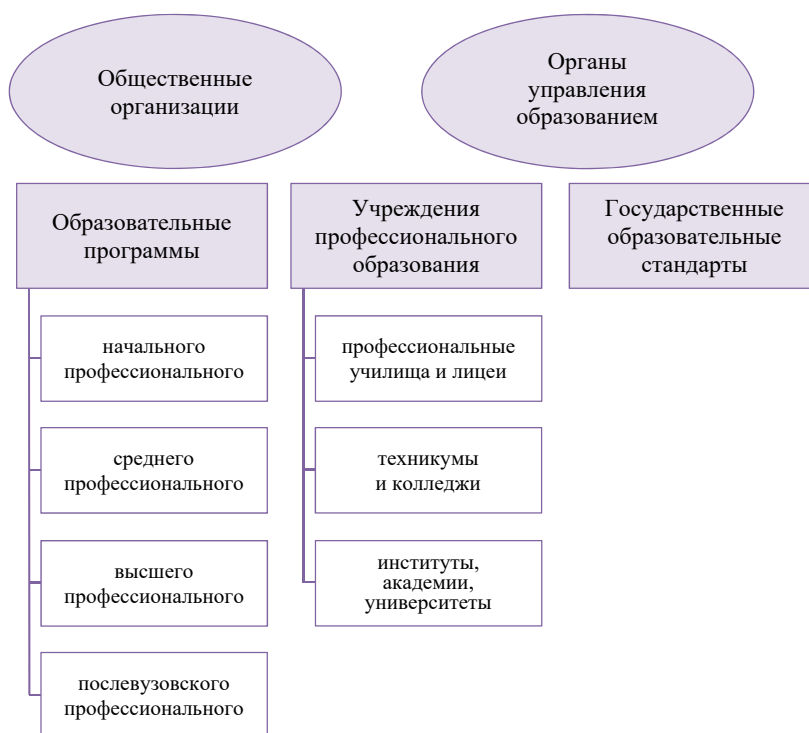 Общественные
организации
Органы
управления
образованием
Образовательные
программы
Учреждения
профессионального
образования
Государственные
образовательные
стандарты
начального
профессионального
среднего
профессионального
высшего
профессионального
послевузовского
профессионального
профессиональные
училища и лицеи
техникумы
и колледжи
институты,
академии,
университеты